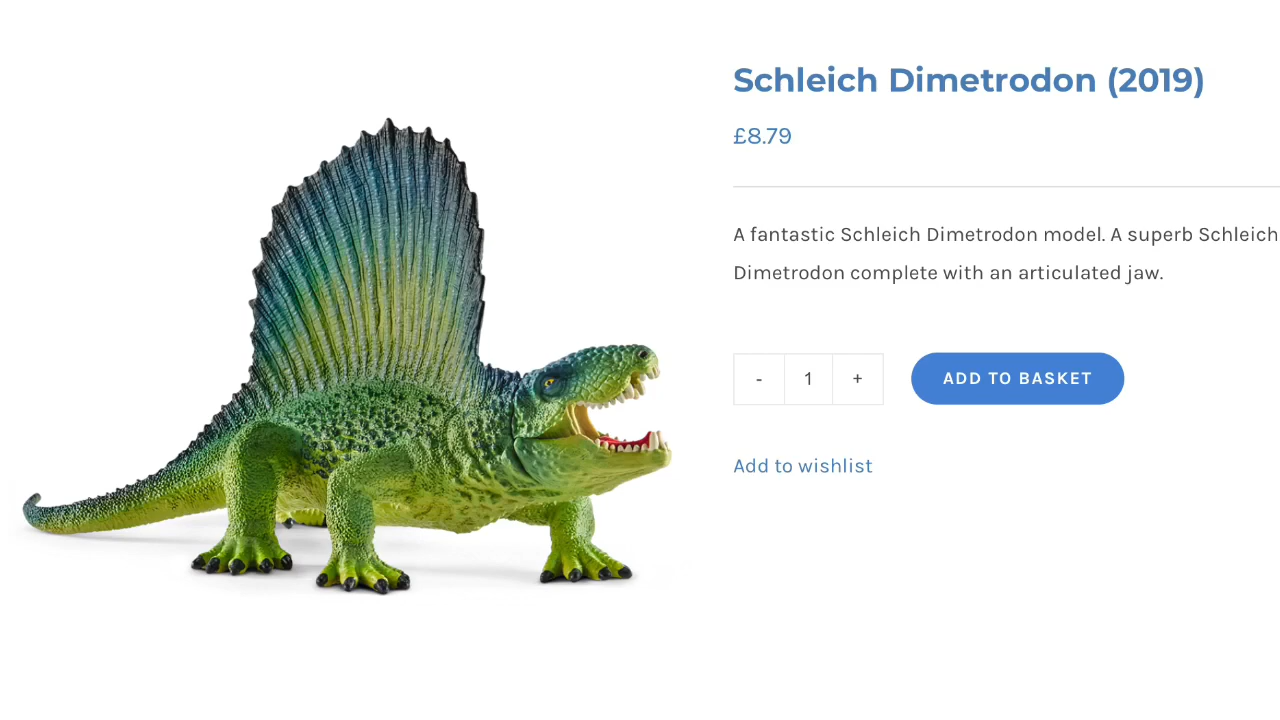 Schleich Dimetrodon (2019)
£8.79
A fantastic Schleich Dimetrodon model. A superb Schleich
Dimetrodon complete with an articulated jaw.
- 1 + ADD TO BASKET
Add to wishlist